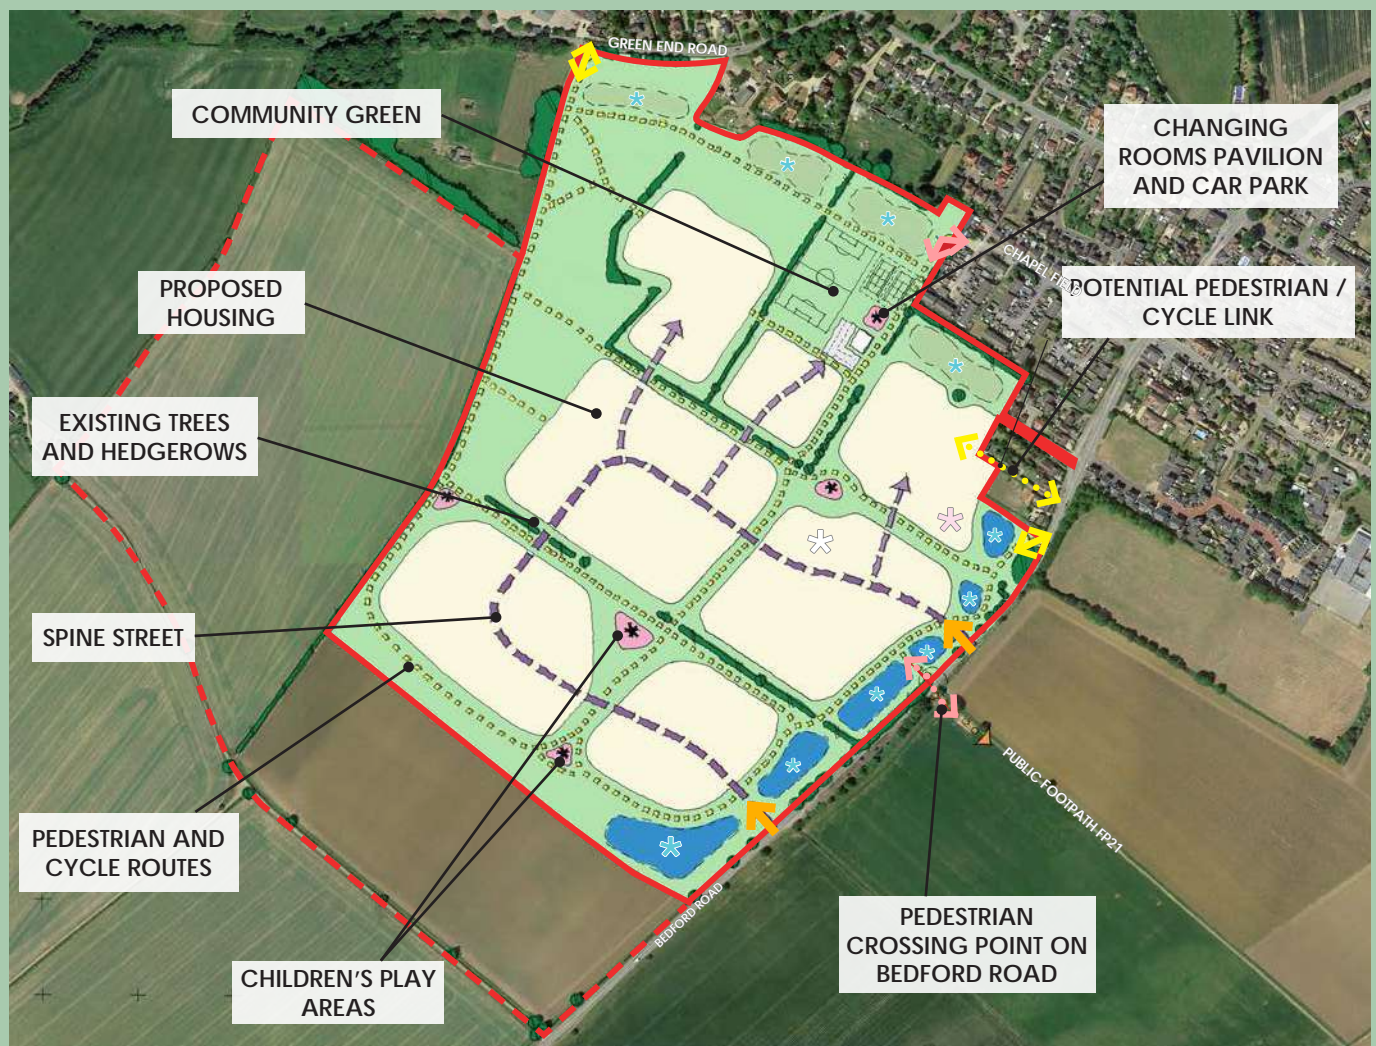 GREEN END ROAD
COMMUNITY GREEN
CHANGING
ROOMS PAVILION
AND CAR PARK
CHAPEL FIELD
PROPOSED
HOUSING
POTENTIAL PEDESTRIAN /
CYCLE LINK
EXISTING TREES
AND HEDGEROWS
SPINE STREET
PEDESTRIAN AND
CYCLE ROUTES
PUBLIC FOOTPATH FP21
BEDFORD ROAD
CHILDREN'S PLAY
AREAS
PEDESTRIAN
CROSSING POINT ON
BEDFORD ROAD